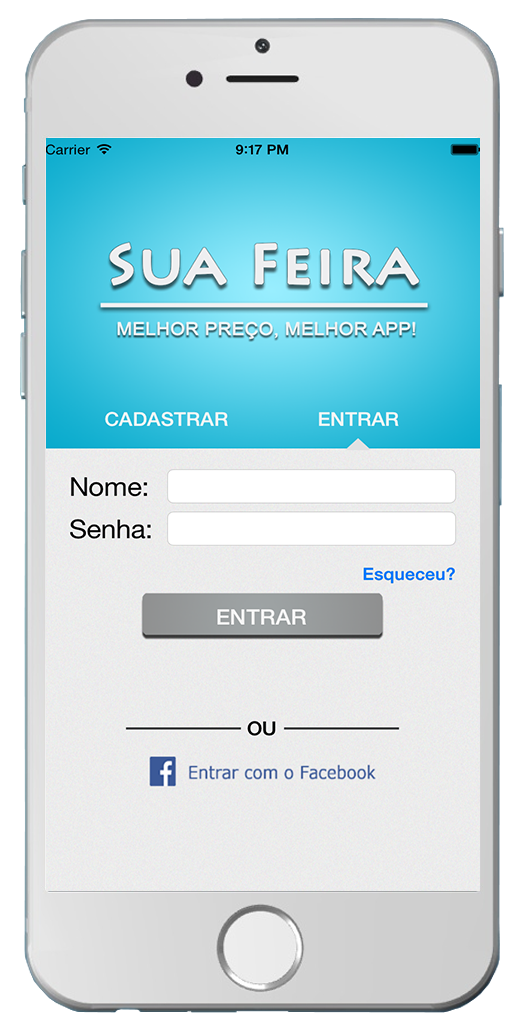 Carrier 9:17 PM
SUA FEIRA
MELHOR PREÇO, MELHOR APP!
CADASTRAR ENTRAR
Nome:
Senha:
Esqueceu?
ENTRAR
OU
f Entrar com o Facebook